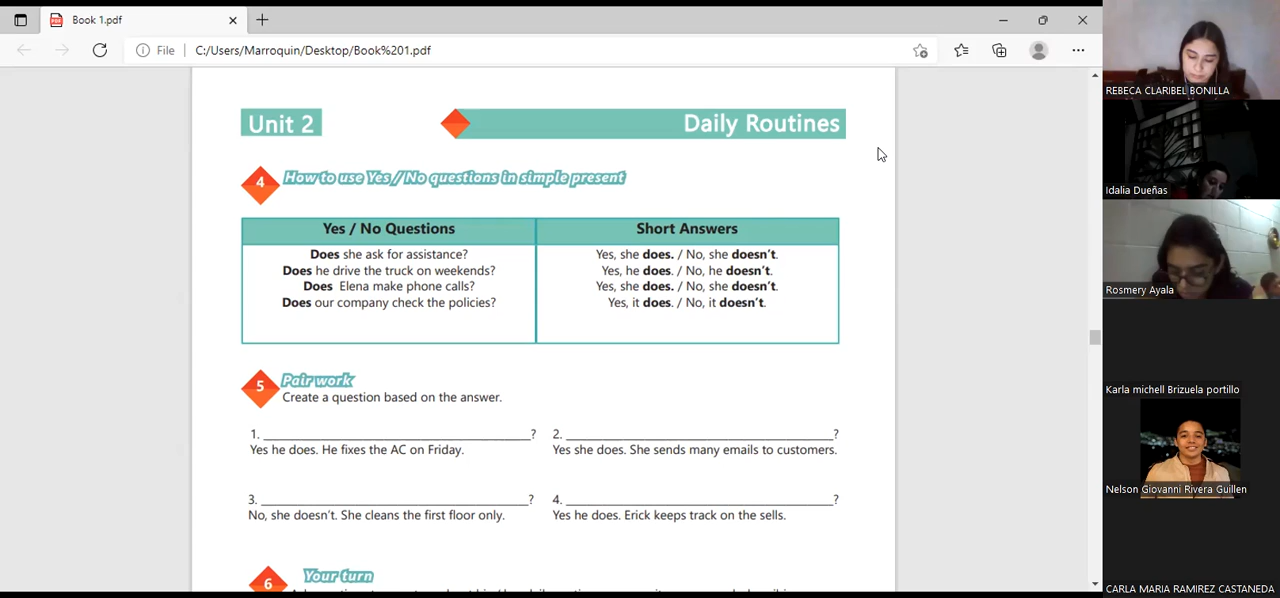 Book 1.pdf
File
C:/Users/Marroquin/Desktop/Book%201.pdf
Unit 2
Daily Routines
4
How to use Yes / No questions in simple present
Yes / No Questions
Short Answers
Does she ask for assistance?
Yes, she does. / No, she doesn't.
Does he drive the truck on weekends?
Yes, he does. / No, he doesn't.
Does Elena make phone calls?
Yes, she does. / No, she doesn't.
Does our company check the policies?
Yes, it does. / No, it doesn't.
5
Pair work
Create a question based on the answer.
1. ______________________________?
2. ______________________________?
Yes he does. He fixes the AC on Friday.
Yes she does. She sends many emails to customers.
3. ______________________________?
4. ______________________________?
No, she doesn't. She cleans the first floor only.
Yes he does. Erick keeps track on the sells.
6
Your turn
REBECA CLARIBEL BONILLA
Idalia Dueñas
Rosmery Ayala
Karla michell Brizuela portillo
Nelson Giovanni Rivera Guillen
CARLA MARIA RAMIREZ CASTANEDA